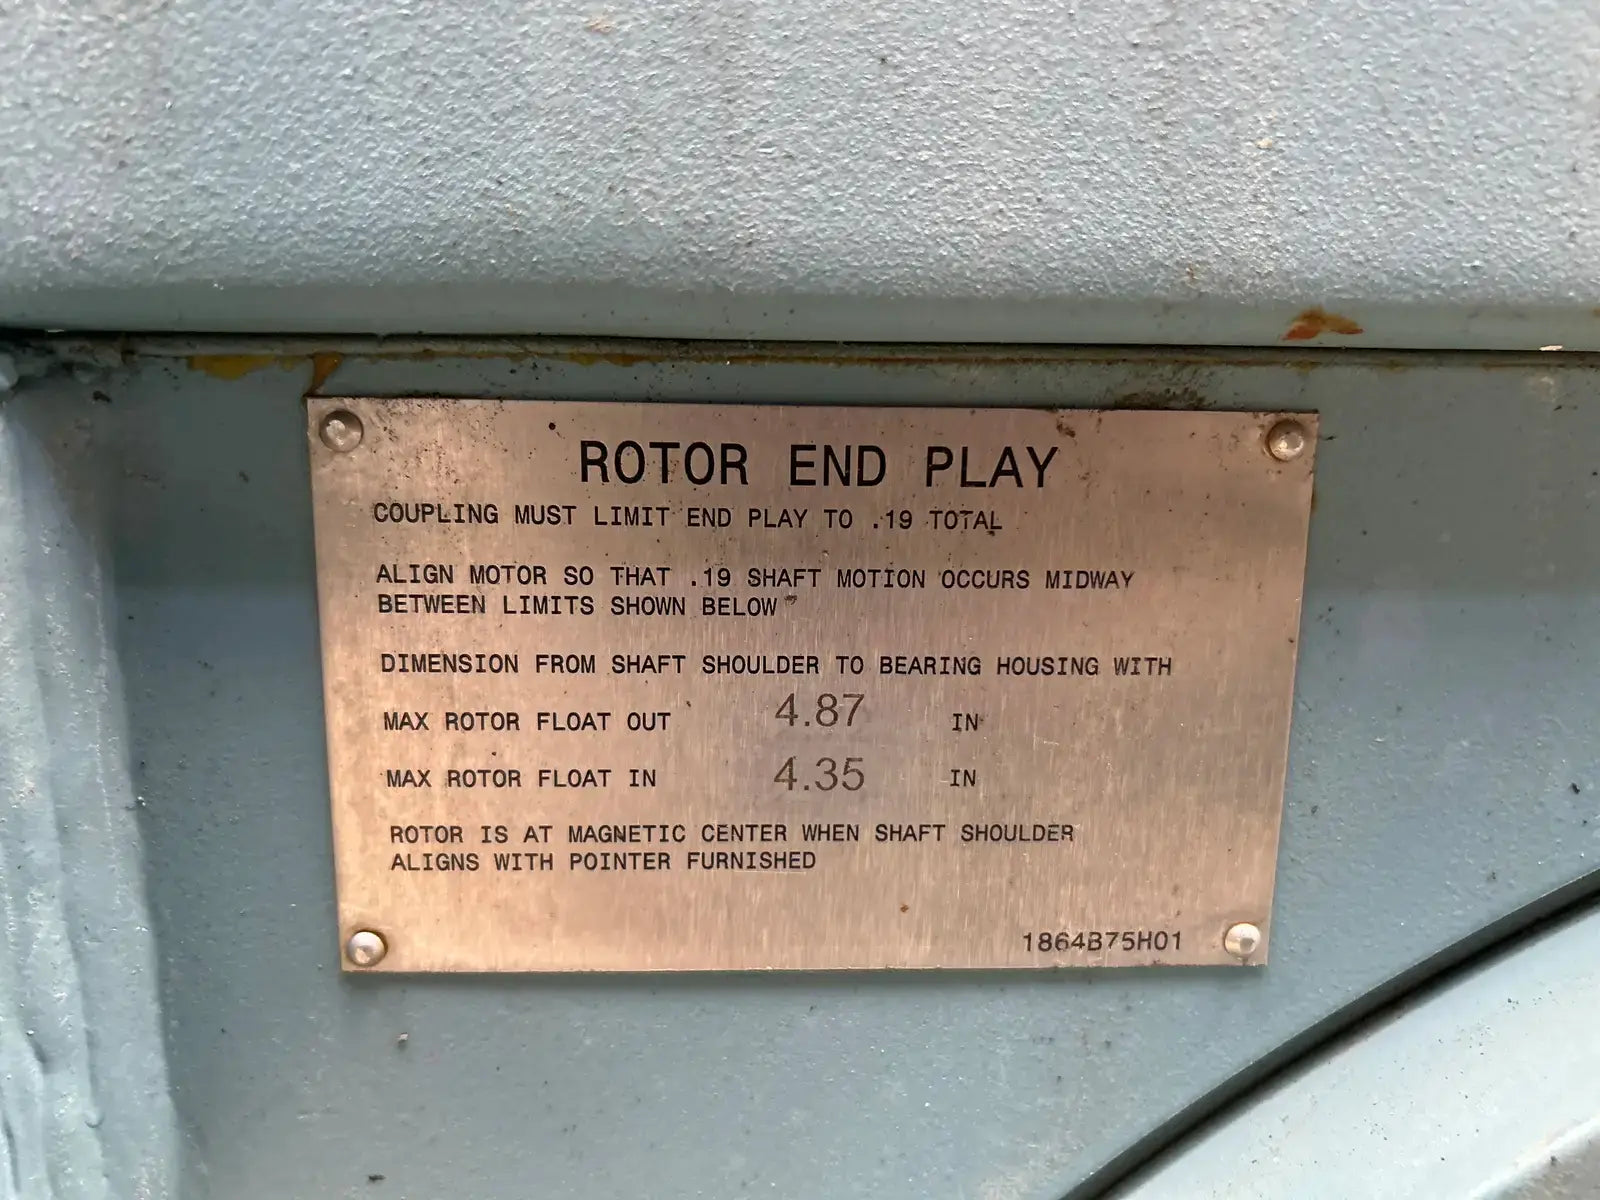 ROTOR END PLAY
COUPLING MUST LIMIT END PLAY TO .19 TOTAL
ALIGN MOTOR SO THAT .19 SHAFT MOTION OCCURS MIDWAY
BETWEEN LIMITS SHOWN BELOW
DIMENSION FROM SHAFT SHOULDER TO BEARING HOUSING WITH
MAX ROTOR FLOAT OUT 4.87 IN
MAX ROTOR FLOAT IN 4.35 IN
ROTOR IS AT MAGNETIC CENTER WHEN SHAFT SHOULDER
ALIGNS WITH POINTER FURNISHED
1864B75H01